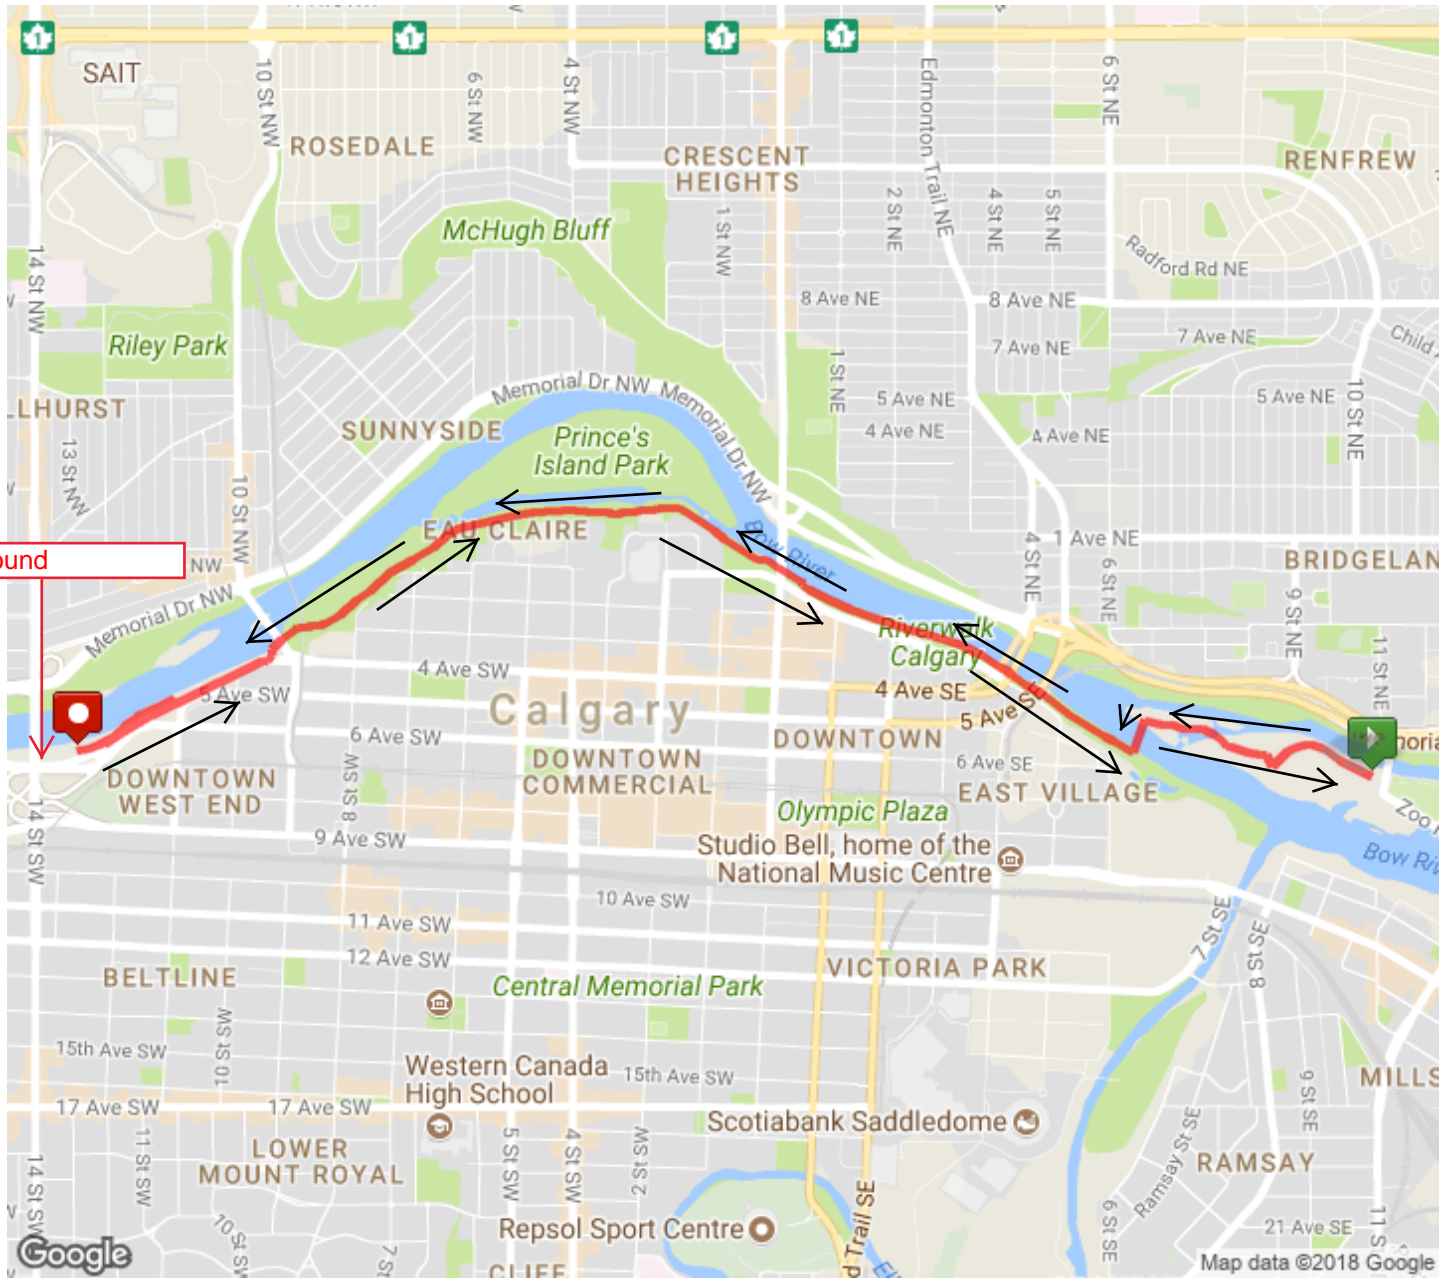 1
1
1
1
SAIT
10 St NW
6 St NW
4 St NW
Edmonton Trail NE
6 St NE
ROSEDALE
CRESCENT
HEIGHTS
RENFREW
McHugh Bluff
1 St NW
2 St NE
4 St NE
5 St NE
Radford Rd NE
14 St NW
8 Ave NE
8 Ave NE
7 Ave NE
7 Ave NE
Child
Riley Park
1 St NE
Memorial Dr NW
Memorial Dr NW
5 Ave NE
5 Ave NE
10 St NE
LLHURST
SUNNYSIDE
Prince's
Island Park
4 Ave NE
4 Ave NE
13 St NW
10 St NW
EAU CLAIRE
Bow River
4 St NE
1 Ave NE
6 St NE
BRIDGELAN
ound
NW
Memorial Dr NW
9 St NE
11 St NE
Riverwalk
Calgary
4 Ave SW
5 Ave SW
4 Ave SE
5 Ave SE
Calgary
6 Ave SW
DOWNTOWN
6 Ave SE
moria
DOWNTOWN
WEST END
8 St SW
DOWNTOWN
COMMERCIAL
EAST VILLAGE
Zoo
14 St SW
9 Ave SW
Olympic Plaza
Studio Bell, home of the
National Music Centre
Bow Riv
10 Ave SW
11 Ave SW
12 Ave SW
7 St SE
8 St SE
BELTLINE
Central Memorial Park
VICTORIA PARK
10 St SW
15th Ave SW
Western Canada
High School
15th Ave SW
9 St SE
MILLS
17 Ave SW
17 Ave SW
Scotiabank Saddledome
11 St SW
LOWER
MOUNT ROYAL
5 St SW
4 St SW
2 St SW
Ramsay St SE
RAMSAY
14 St SW
10 St SW
7 St
Repsol Sport Centre
d Trail SE
6 St SE
21 Ave SE
11 S
CLIFF
Google
Map data ©2018 Google